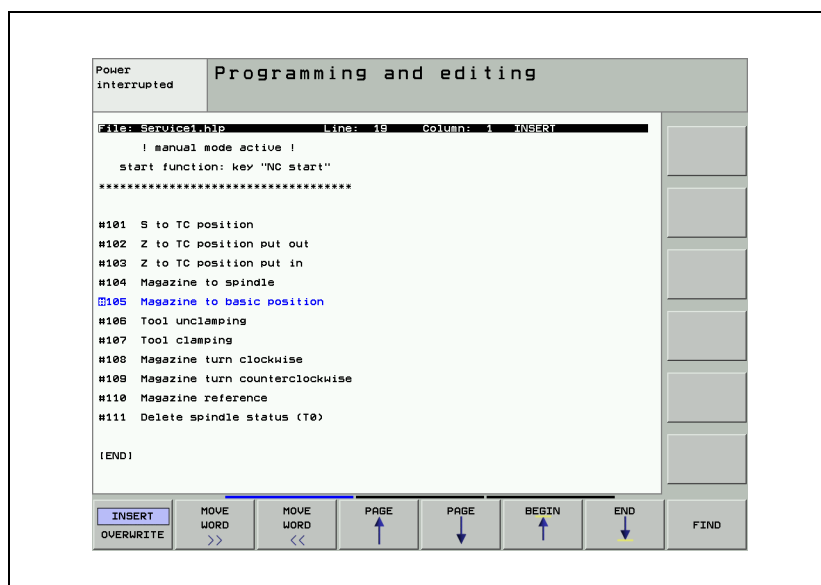 Power
interrupted
Programming and editing
File: Service1.hlp Line: 19 Column: 1 INSERT
! manual mode active !
start function: key "NC start"
************************************
#101 S to TC position
#102 Z to TC position put out
#103 Z to TC position put in
#104 Magazine to spindle
#105 Magazine to basic position
#106 Tool unclamping
#107 Tool clamping
#108 Magazine turn clockwise
#109 Magazine turn counterclockwise
#110 Magazine reference
#111 Delete spindle status (T0)
[END]
INSERT
OVERWRITE
MOVE
WORD
>>
MOVE
WORD
<<
PAGE
PAGE
BEGIN
END
FIND